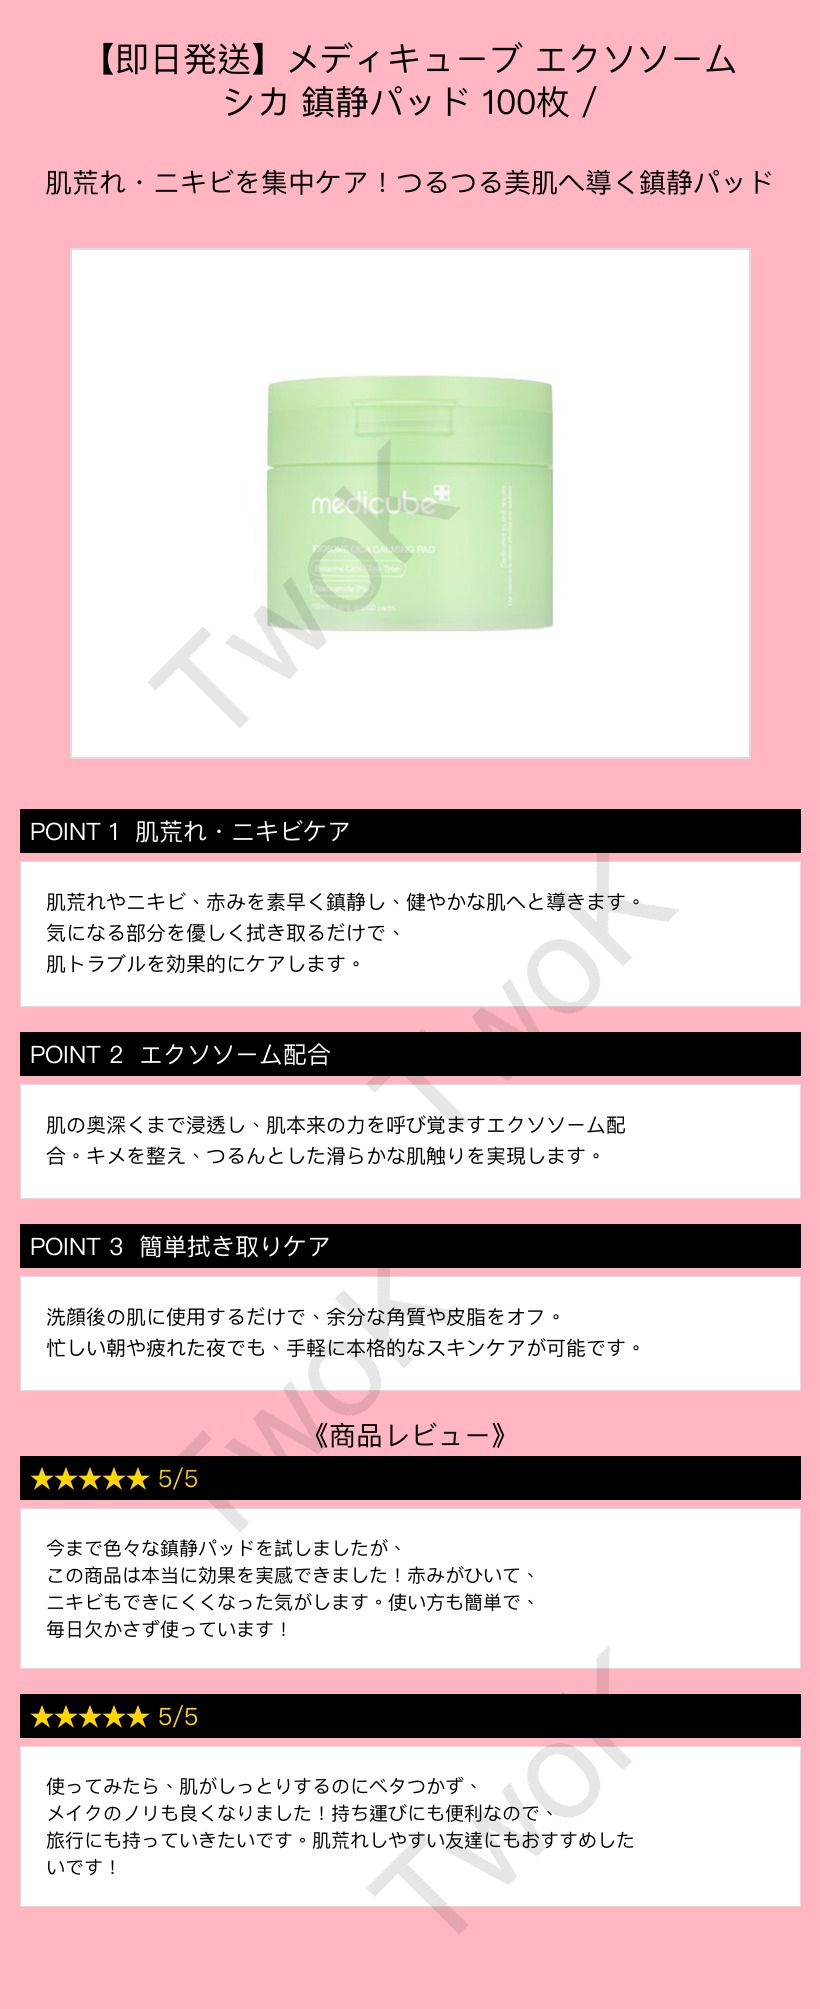 【即日発送】メディキューブ エクソソーム
シカ 鎮静パッド 100枚 /
肌荒れ・ニキビを集中ケア！つるつる美肌へ導く鎮静パッド
medicube
EXOSOME CICA CALMING PAD
TwoK
POINT 1 肌荒れ・ニキビケア
肌荒れやニキビ、赤みを素早く鎮静し、健やかな肌へと導きます。
気になる部分を優しく拭き取るだけで、
肌トラブルを効果的にケアします。
TwoK
POINT 2 エクソソーム配合
肌の奥深くまで浸透し、肌本来の力を呼び覚ますエクソソーム配
合。キメを整え、つるんとした滑らかな肌触りを実現します。
POINT 3 簡単拭き取りケア
洗顔後の肌に使用するだけで、余分な角質や皮脂をオフ。
忙しい朝や疲れた夜でも、手軽に本格的なスキンケアが可能です。
TwoK
《商品レビュー》
★★★★★ 5/5
今まで色々な鎮静パッドを試しましたが、
この商品は本当に効果を実感できました！赤みがひいて、
ニキビもできにくくなった気がします。使い方も簡単で、
毎日欠かさず使っています！
★★★★★ 5/5
使ってみたら、肌がしっとりするのにベタつかず、
メイクのノリも良くなりました！持ち運びにも便利なので、
旅行にも持っていきたいです。肌荒れしやすい友達にもおすすめした
いです！
TwoK